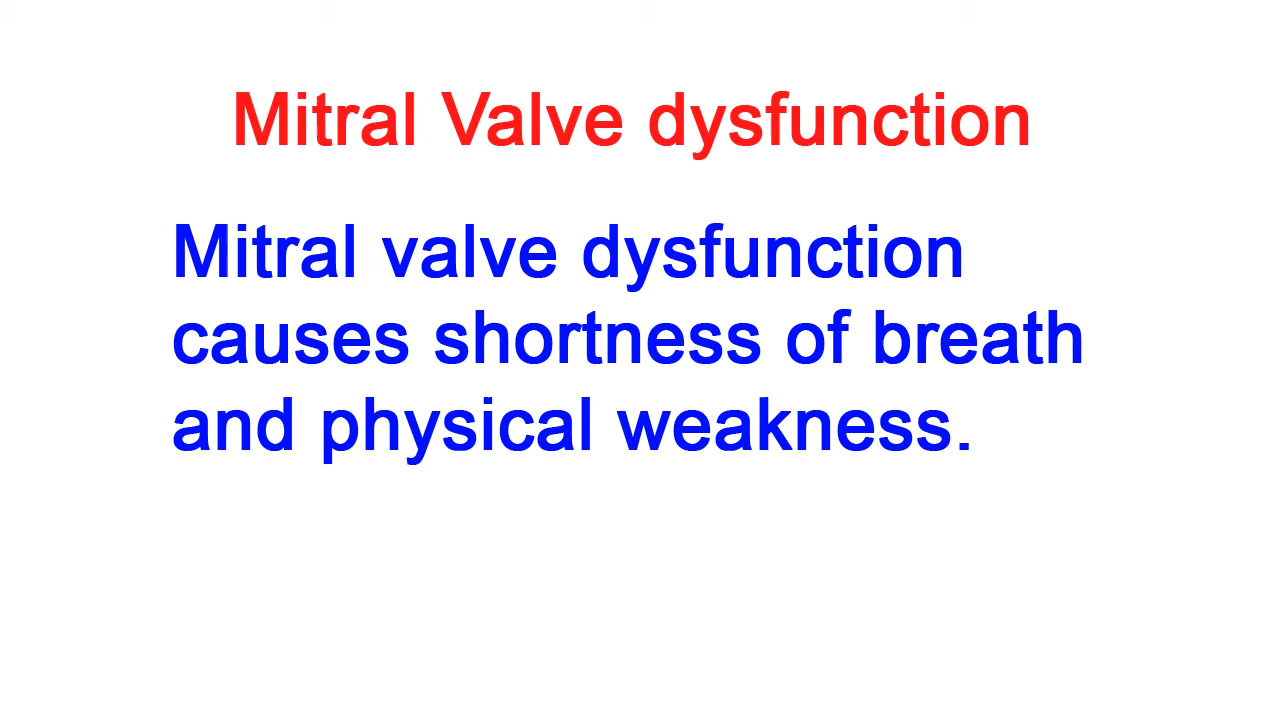 Mitral Valve dysfunction
Mitral valve dysfunction
causes shortness of breath
and physical weakness.